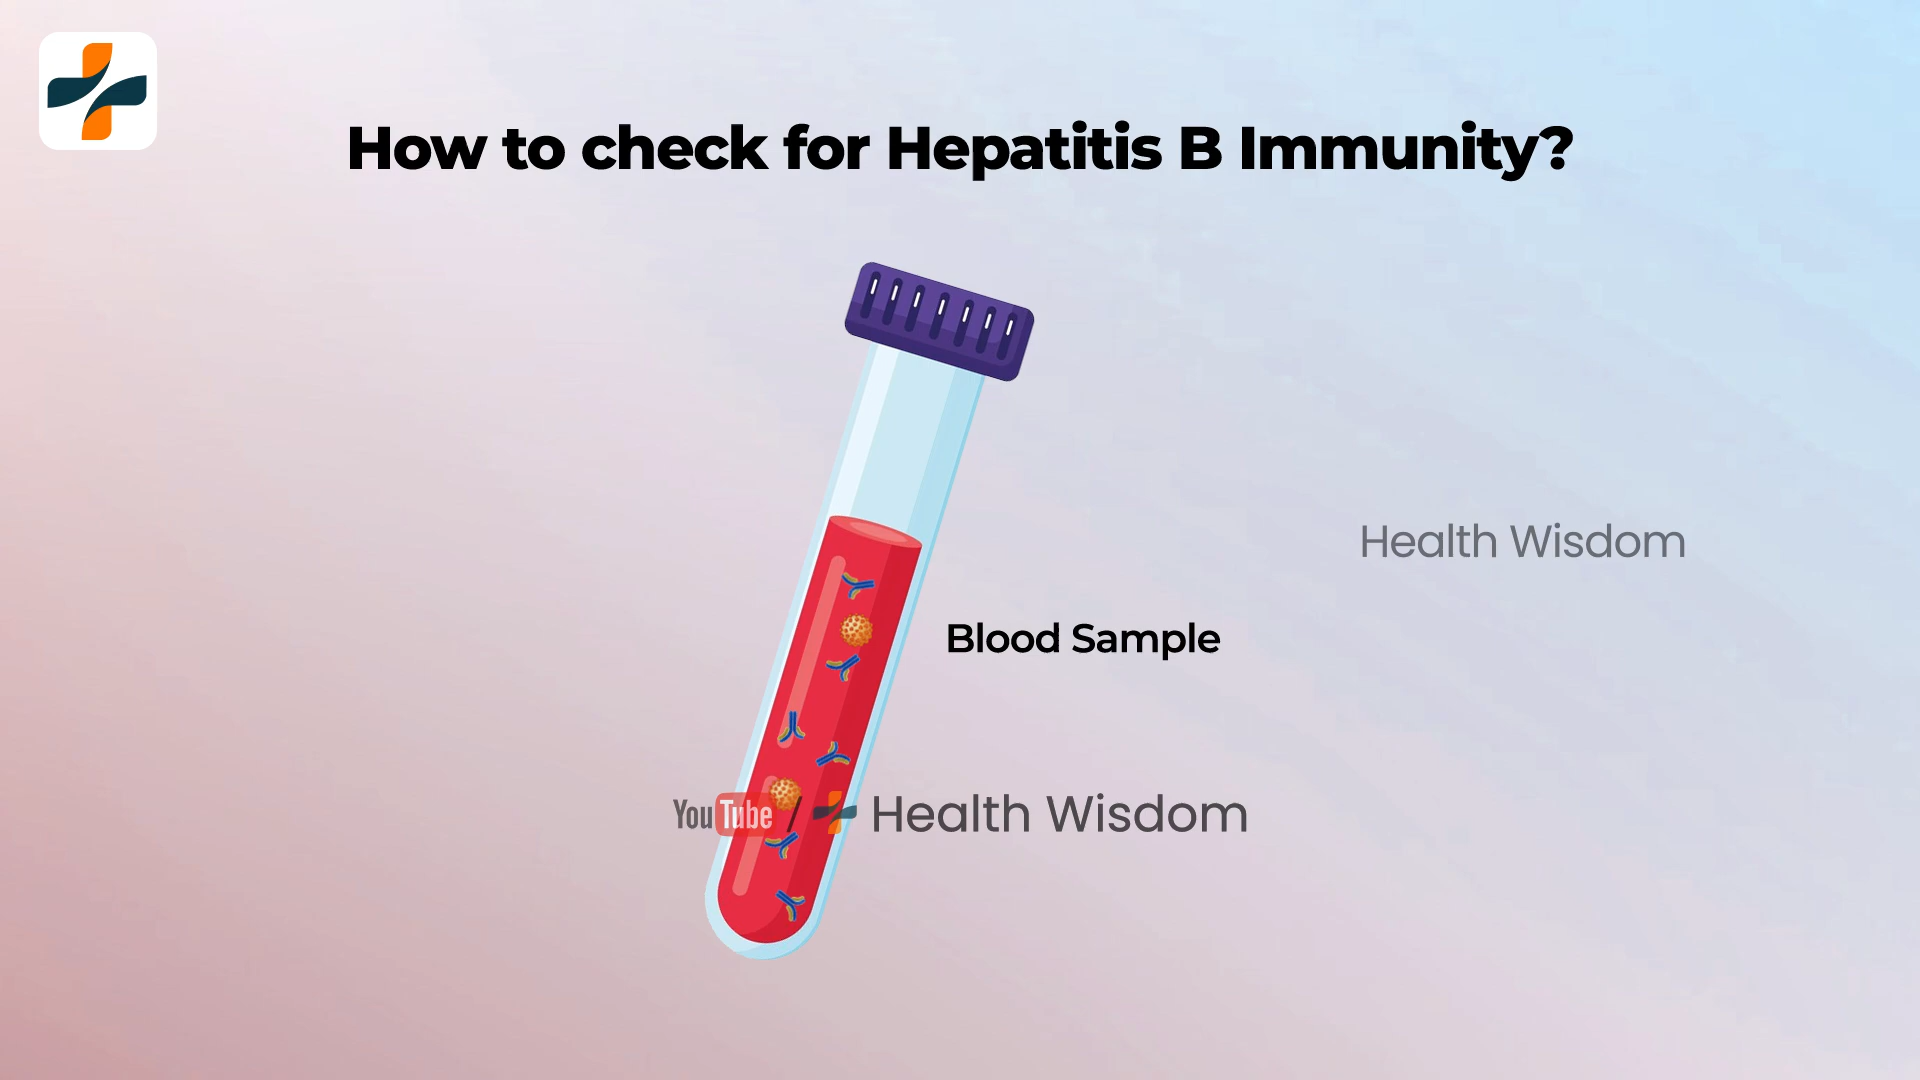 How to check for Hepatitis B Immunity?
Health Wisdom
Blood Sample
YouTube / Health Wisdom